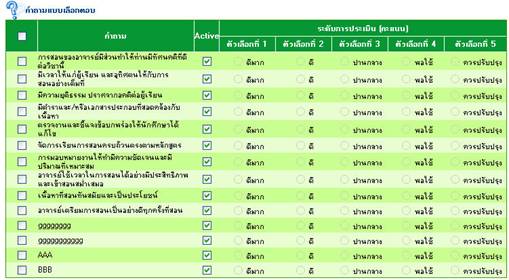 คำถามแบบเลือกตอบ
คำถาม Active ระดับการประเมิน (คะแนน)
ตัวเลือกที่ 1 ตัวเลือกที่ 2 ตัวเลือกที่ 3 ตัวเลือกที่ 4 ตัวเลือกที่ 5
การสอนของอาจารย์มีส่วนทำให้ท่านมีทัศนคติที่ดี
ต่อวิชานี้ ดีมาก ดี ปานกลาง พอใช้ ควรปรับปรุง
มีเวลาให้แก่ผู้เรียน และอุทิศตนให้กับการ
สอนอย่างเต็มที่ ดีมาก ดี ปานกลาง พอใช้ ควรปรับปรุง
มีความยุติธรรม ปราศจากอคติต่อผู้เรียน ดีมาก ดี ปานกลาง พอใช้ ควรปรับปรุง
มีตำราและ/หรือเอกสารประกอบที่สอดคล้องกับ
เนื้อหา ดีมาก ดี ปานกลาง พอใช้ ควรปรับปรุง
ตรวจงานและชี้แจงข้อบกพร่องให้นักศึกษาได้
แก้ไข ดีมาก ดี ปานกลาง พอใช้ ควรปรับปรุง
จัดการเรียนการสอนครบถ้วนตรงตามหลักสูตร ดีมาก ดี ปานกลาง พอใช้ ควรปรับปรุง
การมอบหมายงานให้ทำมีความชัดเจนและมี
ปริมาณที่เหมาะสม ดีมาก ดี ปานกลาง พอใช้ ควรปรับปรุง
อาจารย์ใช้เวลาในการสอนได้อย่างมีประสิทธิภาพ
และเข้าสอนสม่ำเสมอ ดีมาก ดี ปานกลาง พอใช้ ควรปรับปรุง
เนื้อหาที่สอนทันสมัยและเป็นประโยชน์ ดีมาก ดี ปานกลาง พอใช้ ควรปรับปรุง
อาจารย์เตรียมการสอนเป็นอย่างดีทุกครั้งที่สอน ดีมาก ดี ปานกลาง พอใช้ ควรปรับปรุง
gggggggg ดีมาก ดี ปานกลาง พอใช้ ควรปรับปรุง
ggggggggggg ดีมาก ดี ปานกลาง พอใช้ ควรปรับปรุง
AAA ดีมาก ดี ปานกลาง พอใช้ ควรปรับปรุง
BBB ดีมาก ดี ปานกลาง พอใช้ ควรปรับปรุง